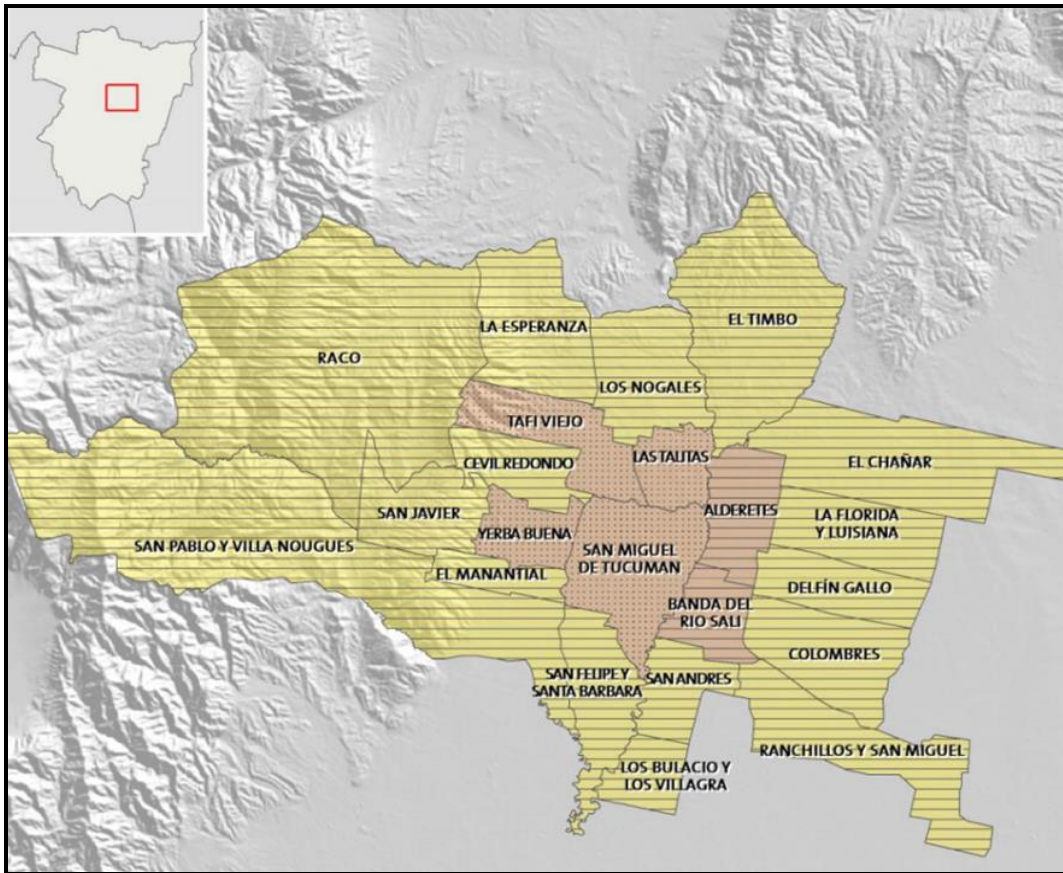 EL TIMBO
LA ESPERANZA
RACO
LOS NOGALES
TAFI VIEJO
CEVIL REDONDO
LAS TALITAS
EL CHAÑAR
SAN JAVIER
ALDERETES
LA FLORIDA
Y LUISIANA
YERBA BUENA
SAN PABLO Y VILLA NOUGUES
SAN MIGUEL
DE TUCUMAN
EL MANANTIAL
DELFÍN GALLO
BANDA DEL
RIO SALI
COLOMBRES
SAN FELIPE Y
SANTA BARBARA
SAN ANDRES
RANCHILLOS Y SAN MIGUEL
LOS BULACIO Y
LOS VILLAGRA